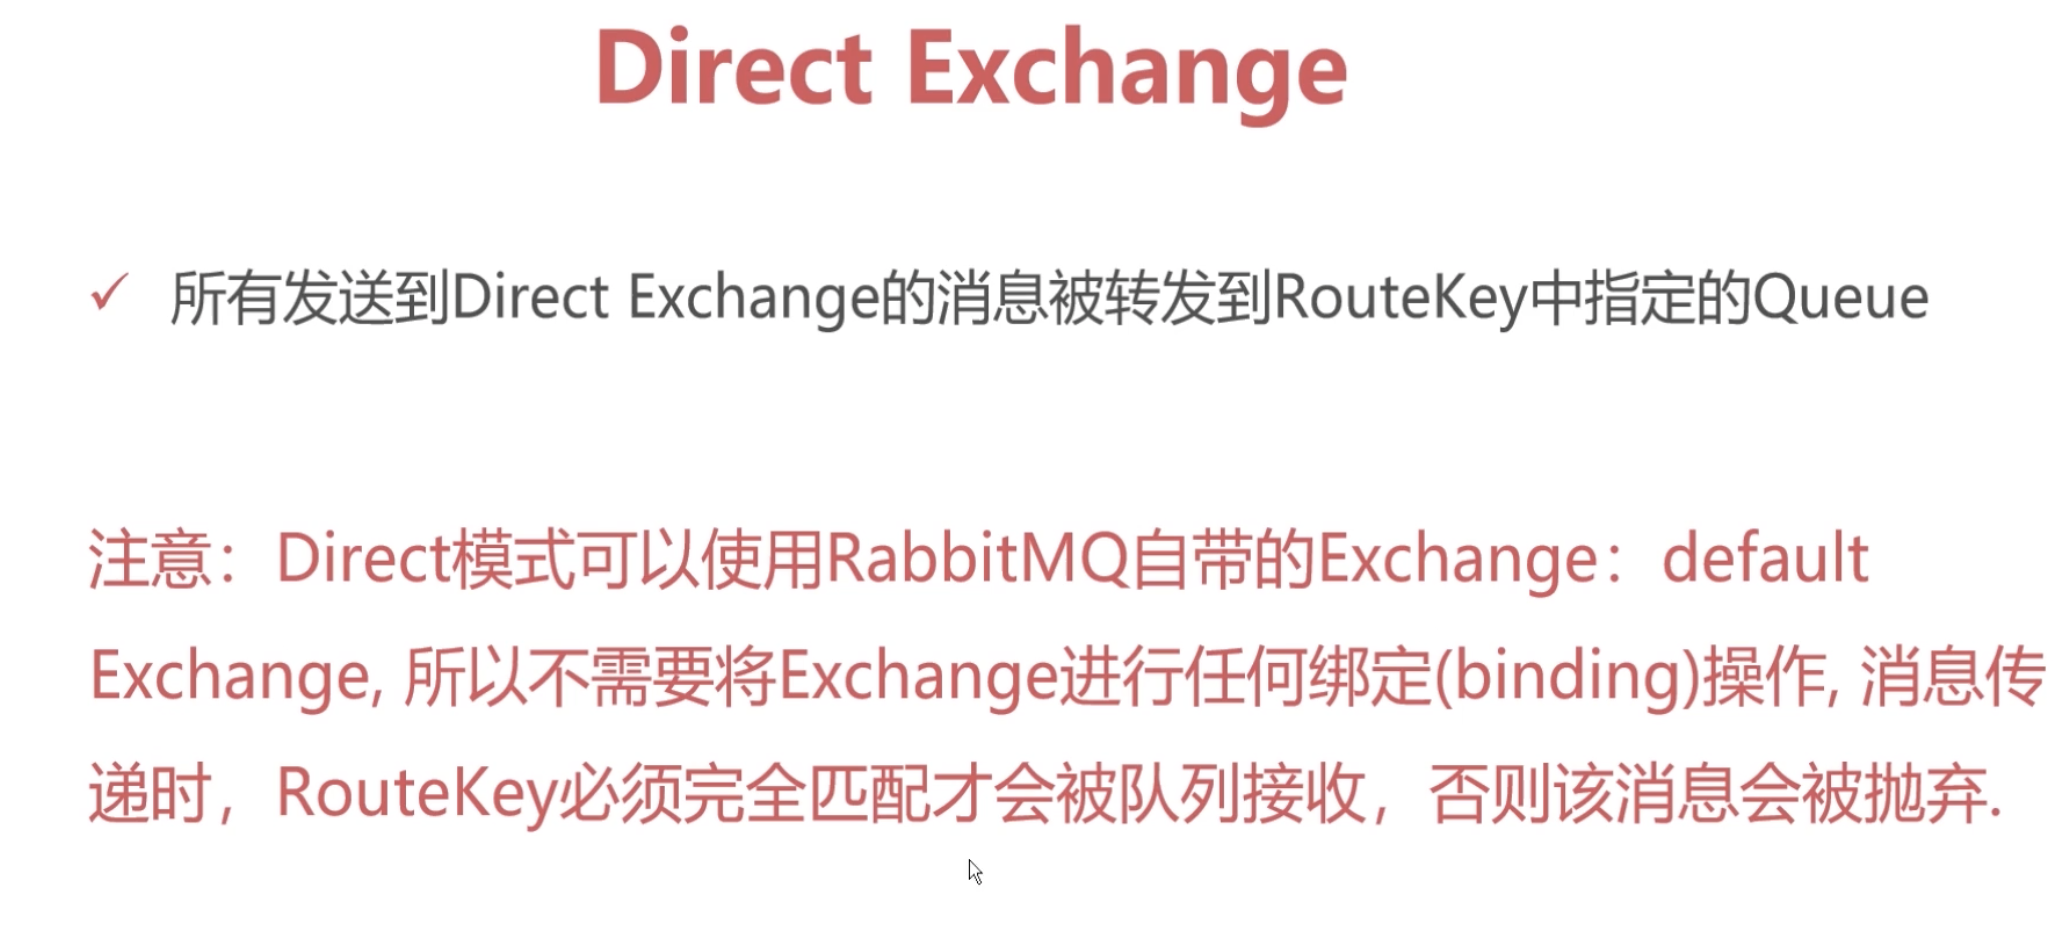 Direct Exchange
所有发送到Direct Exchange的消息被转发到RouteKey中指定的Queue
注意：Direct模式可以使用RabbitMQ自带的Exchange：default
Exchange, 所以不需要将Exchange进行任何绑定(binding)操作, 消息传
递时，RouteKey必须完全匹配才会被队列接收，否则该消息会被抛弃.